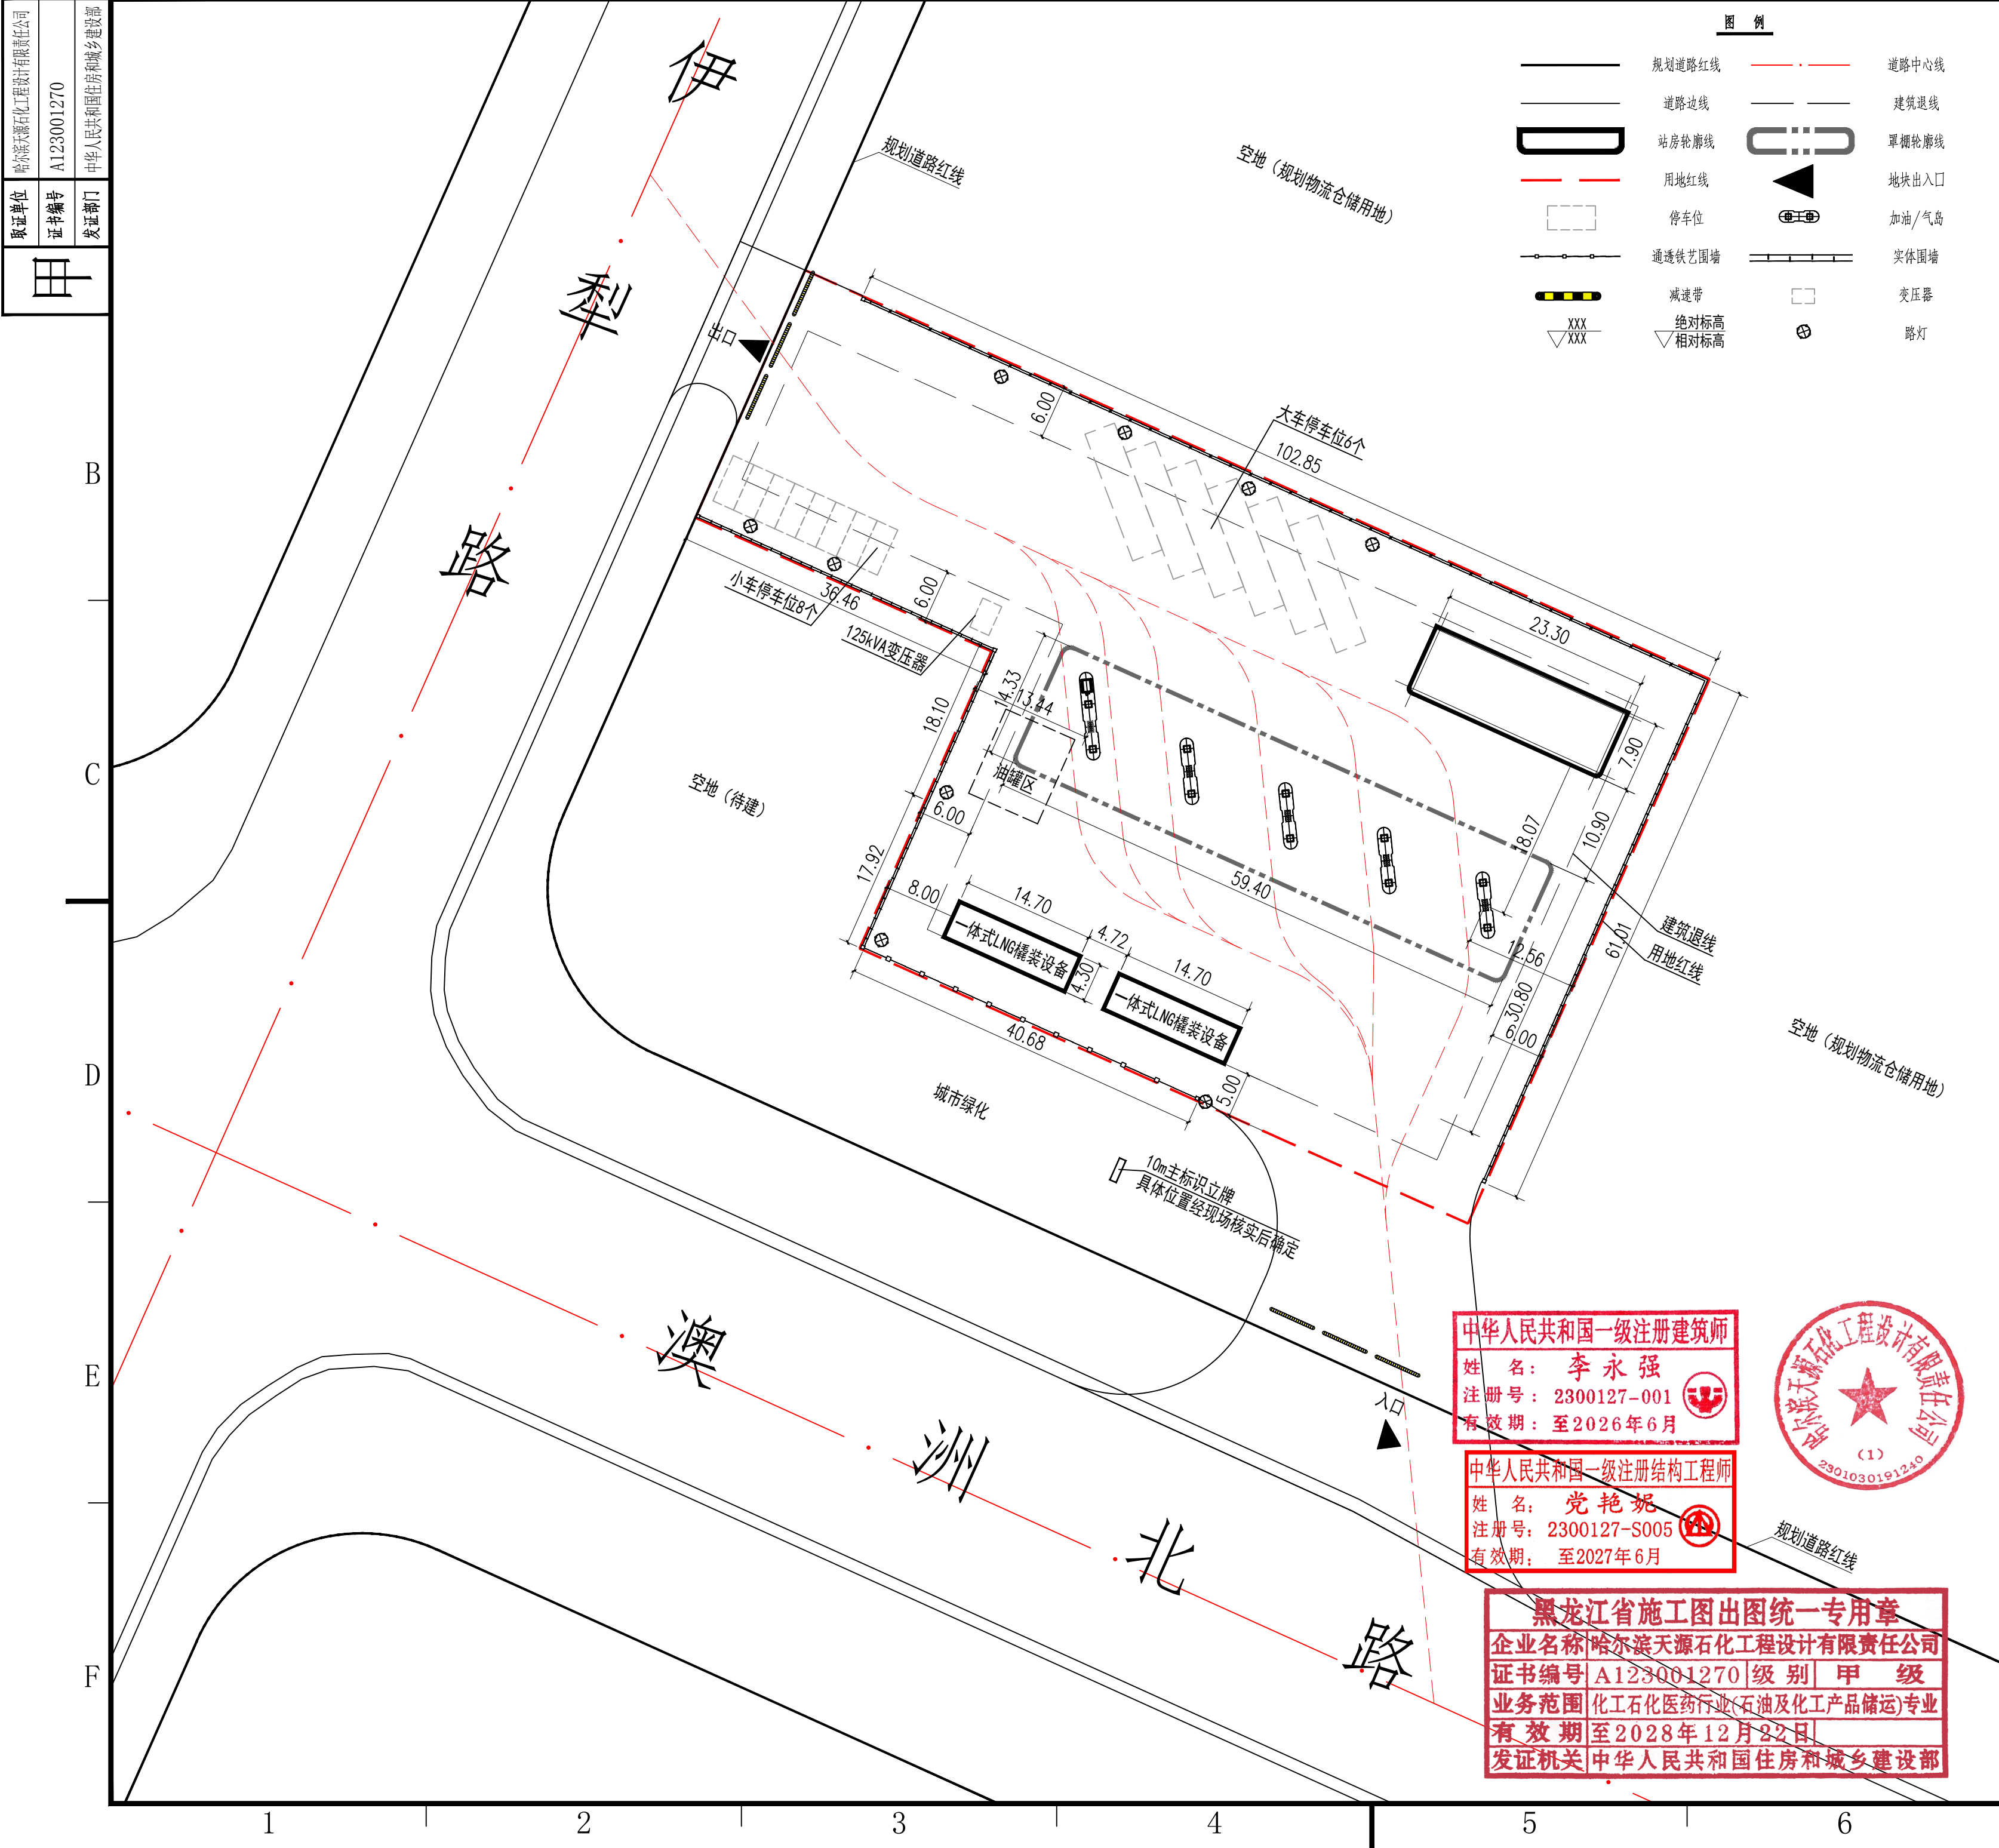 取证单位 哈尔滨天源石化工程设计有限责任公司
证书编号 A123001270
发证部门 中华人民共和国住房和城乡建设部
甲
图 例
规划道路红线 道路中心线
道路边线 建筑退线
站房轮廓线 罩棚轮廓线
用地红线 地块出入口
停车位 加油/气岛
通透铁艺围墙 实体围墙
减速带 变压器
XXX
XXX
绝对标高
相对标高
路灯
伊
犁
路
规划道路红线
空地（规划物流仓储用地）
出口
6.00
大车停车位6个
102.85
小车停车位8个
36.46
6.00
125kVA变压器
23.30
14.33
13.44
18.10
7.90
油罐区
空地（待建）
6.00
18.07
10.90
17.92
59.40
8.00
14.70
4.72
14.70
一体式LNG橇装设备
4.30
一体式LNG橇装设备
12.56
建筑退线
用地红线
61.01
30.80
6.00
40.68
5.00
空地（规划物流仓储用地）
城市绿化
10m主标识立牌
具体位置经现场核实后确定
澳
洲
北
路
入口
规划道路红线
中华人民共和国一级注册建筑师
姓 名： 李永强
注册号： 2300127-001
有效期： 至2026年6月
哈尔滨天源石化工程设计有限责任公司
(1)
2301030191240
中华人民共和国一级注册结构工程师
姓 名： 党艳妮
注册号： 2300127-S005
有效期： 至2027年6月
黑龙江省施工图出图统一专用章
企业名称 哈尔滨天源石化工程设计有限责任公司
证书编号 A123001270 级别 甲 级
业务范围 化工石化医药行业(石油及化工产品储运)专业
有效期 至2028年12月22日
发证机关 中华人民共和国住房和城乡建设部
B
C
D
E
F
1 2 3 4 5 6